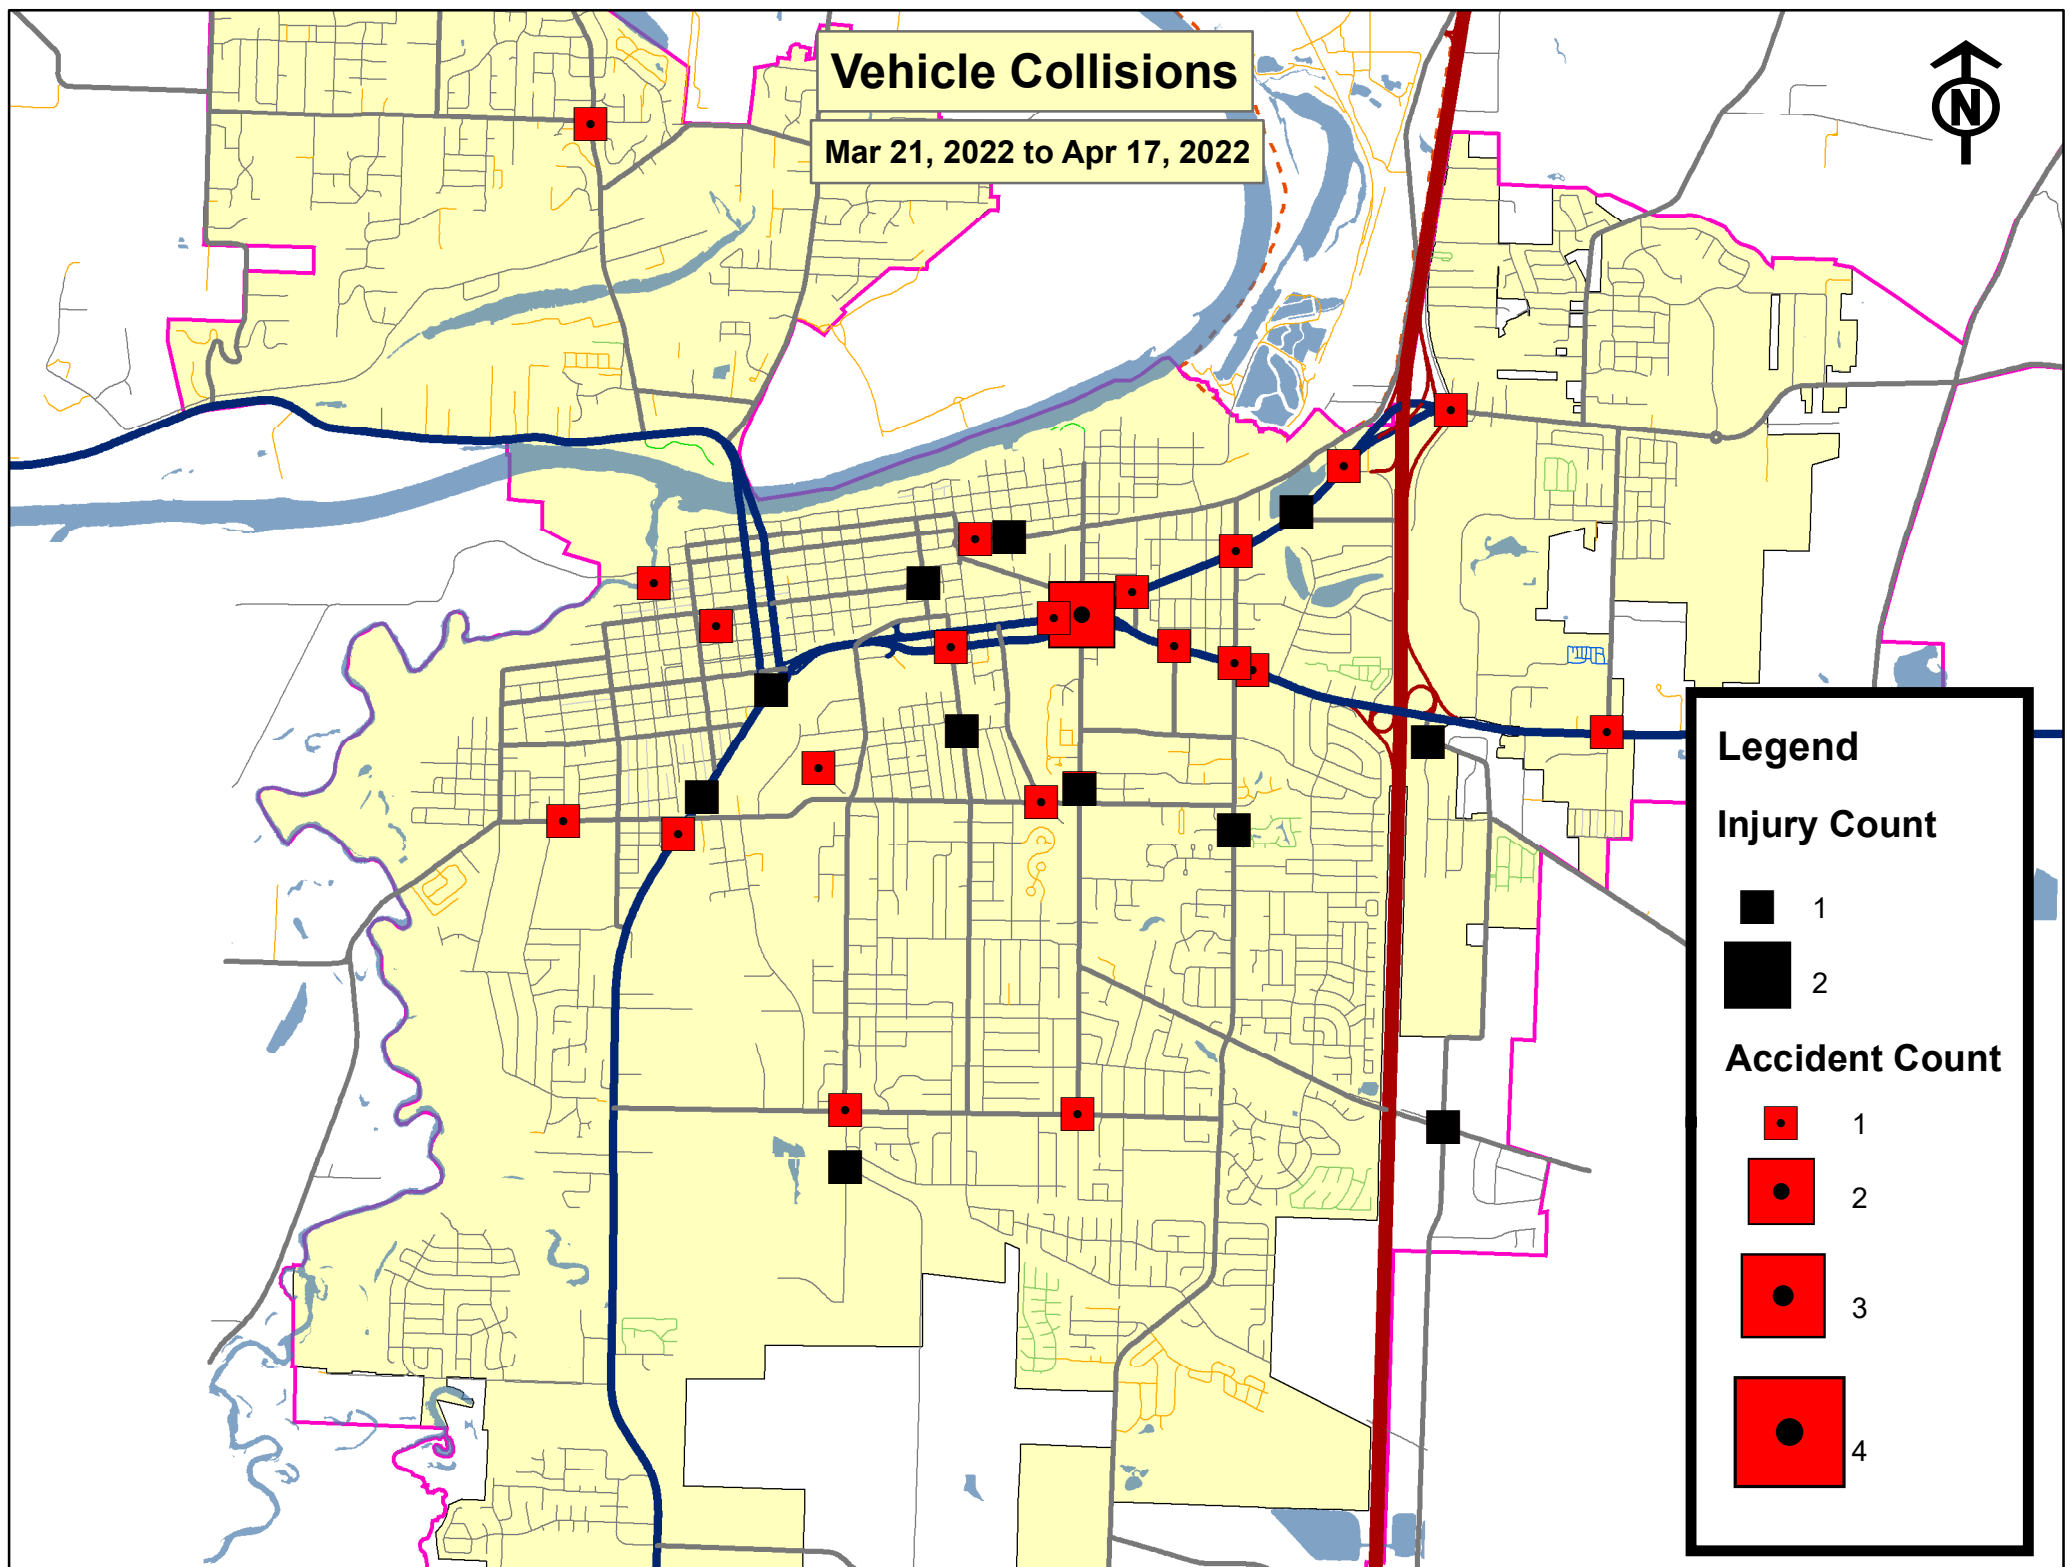 Vehicle Collisions
Mar 21, 2022 to Apr 17, 2022
N
Legend
Injury Count
1
2
Accident Count
1
2
3
4